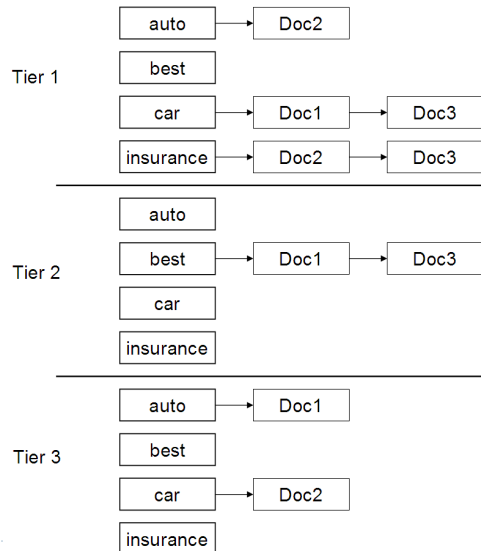 auto Doc2
Tier 1
best
car Doc1 Doc3
insurance Doc2 Doc3
auto
Tier 2
best Doc1 Doc3
car
insurance
auto Doc1
best
Tier 3
car Doc2
insurance